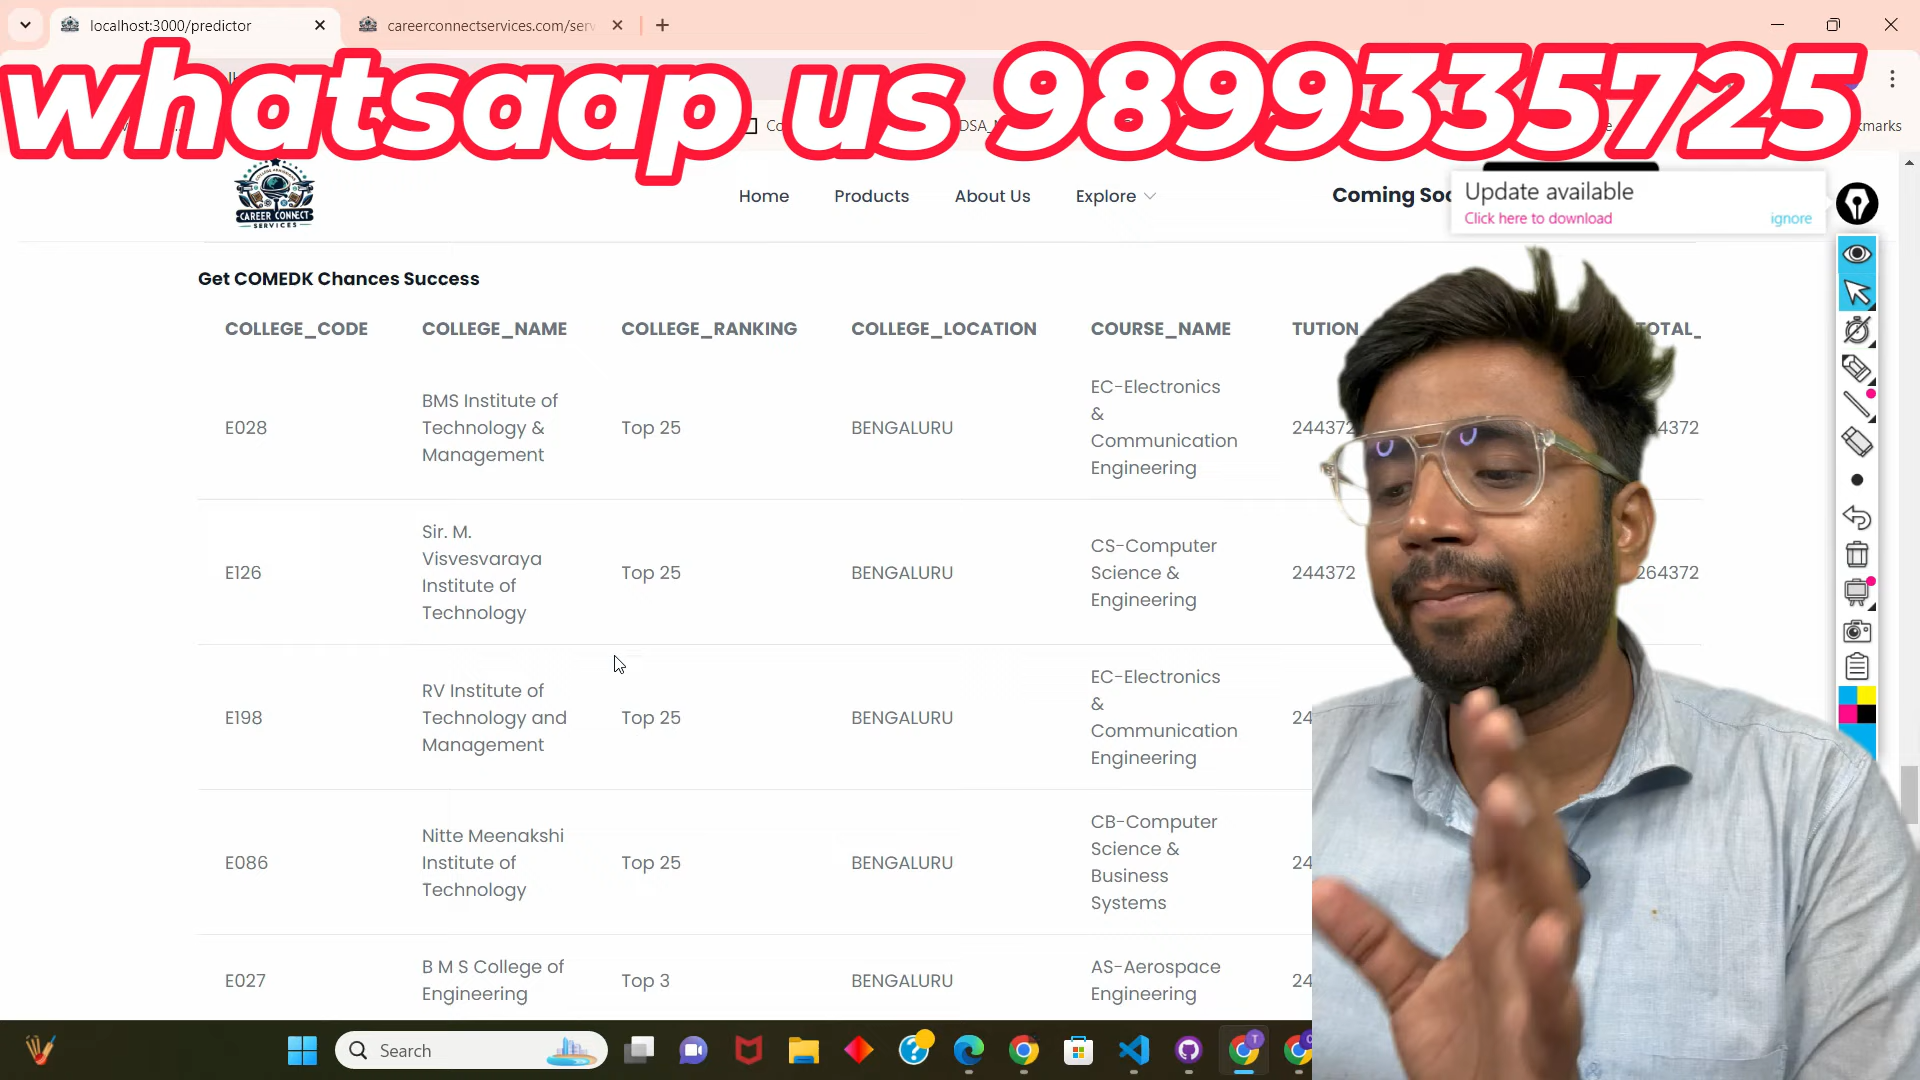 localhost:3000/predictor
careerconnectservices.com/serv
whatsaap us 9899335725
CAREER CONNECT
SERVICES
Home
Products
About Us
Explore
Coming Soo
Update available
Click here to download
ignore
Get COMEDK Chances Success
COLLEGE_CODE COLLEGE_NAME COLLEGE_RANKING COLLEGE_LOCATION COURSE_NAME TUTION TOTAL_
E028
BMS Institute of
Technology &
Management
Top 25
BENGALURU
EC-Electronics
&
Communication
Engineering
244372
4372
E126
Sir. M.
Visvesvaraya
Institute of
Technology
Top 25
BENGALURU
CS-Computer
Science &
Engineering
244372
264372
E198
RV Institute of
Technology and
Management
Top 25
BENGALURU
EC-Electronics
&
Communication
Engineering
24
E086
Nitte Meenakshi
Institute of
Technology
Top 25
BENGALURU
CB-Computer
Science &
Business
Systems
24
E027
B M S College of
Engineering
Top 3
BENGALURU
AS-Aerospace
Engineering
24
Search